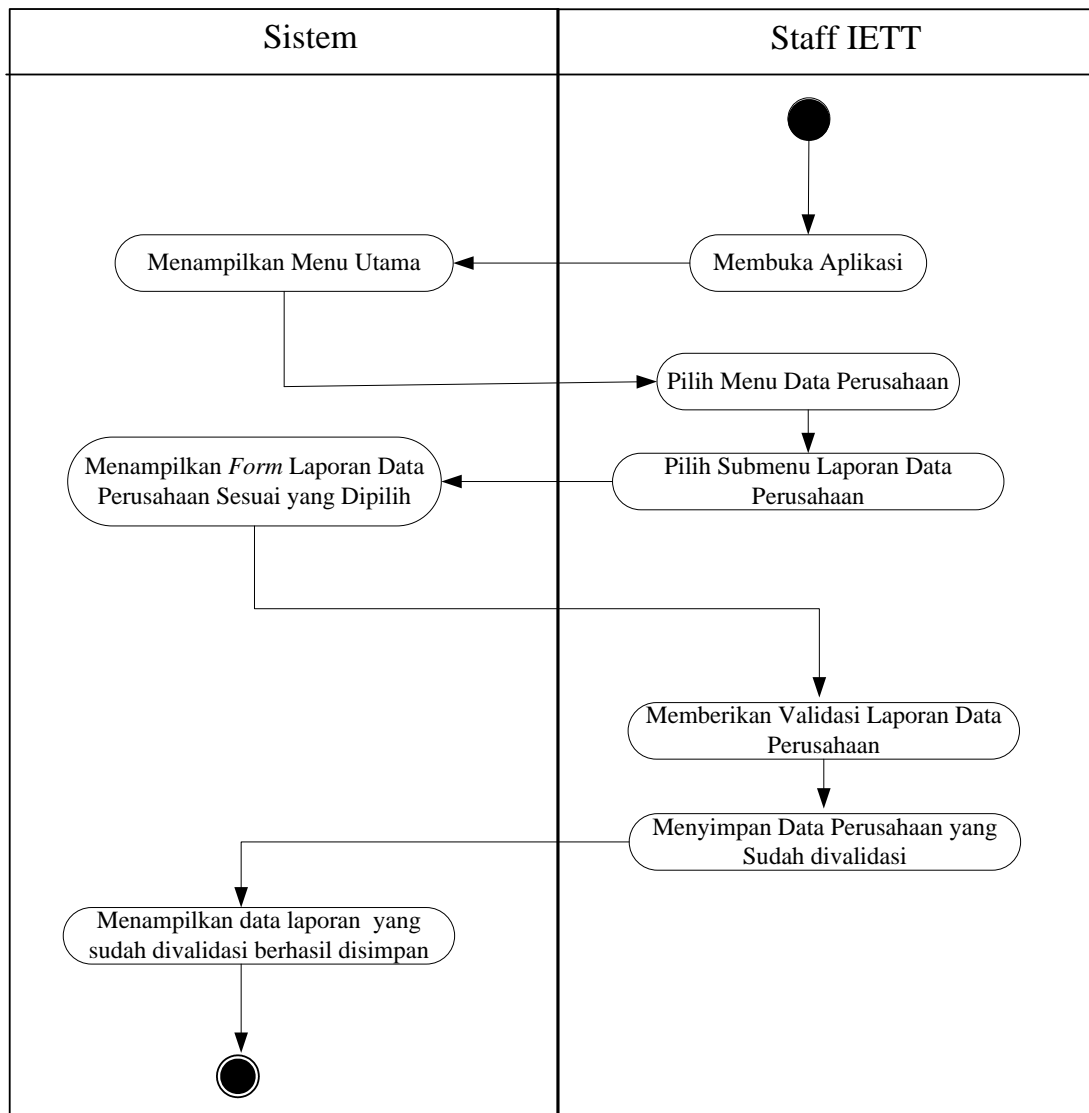 Sistem
Staff IETT
Membuka Aplikasi
Menampilkan Menu Utama
Pilih Menu Data Perusahaan
Pilih Submenu Laporan Data
Perusahaan
Menampilkan Form Laporan Data
Perusahaan Sesuai yang Dipilih
Memberikan Validasi Laporan Data
Perusahaan
Menyimpan Data Perusahaan yang
Sudah divalidasi
Menampilkan data laporan  yang
sudah divalidasi berhasil disimpan